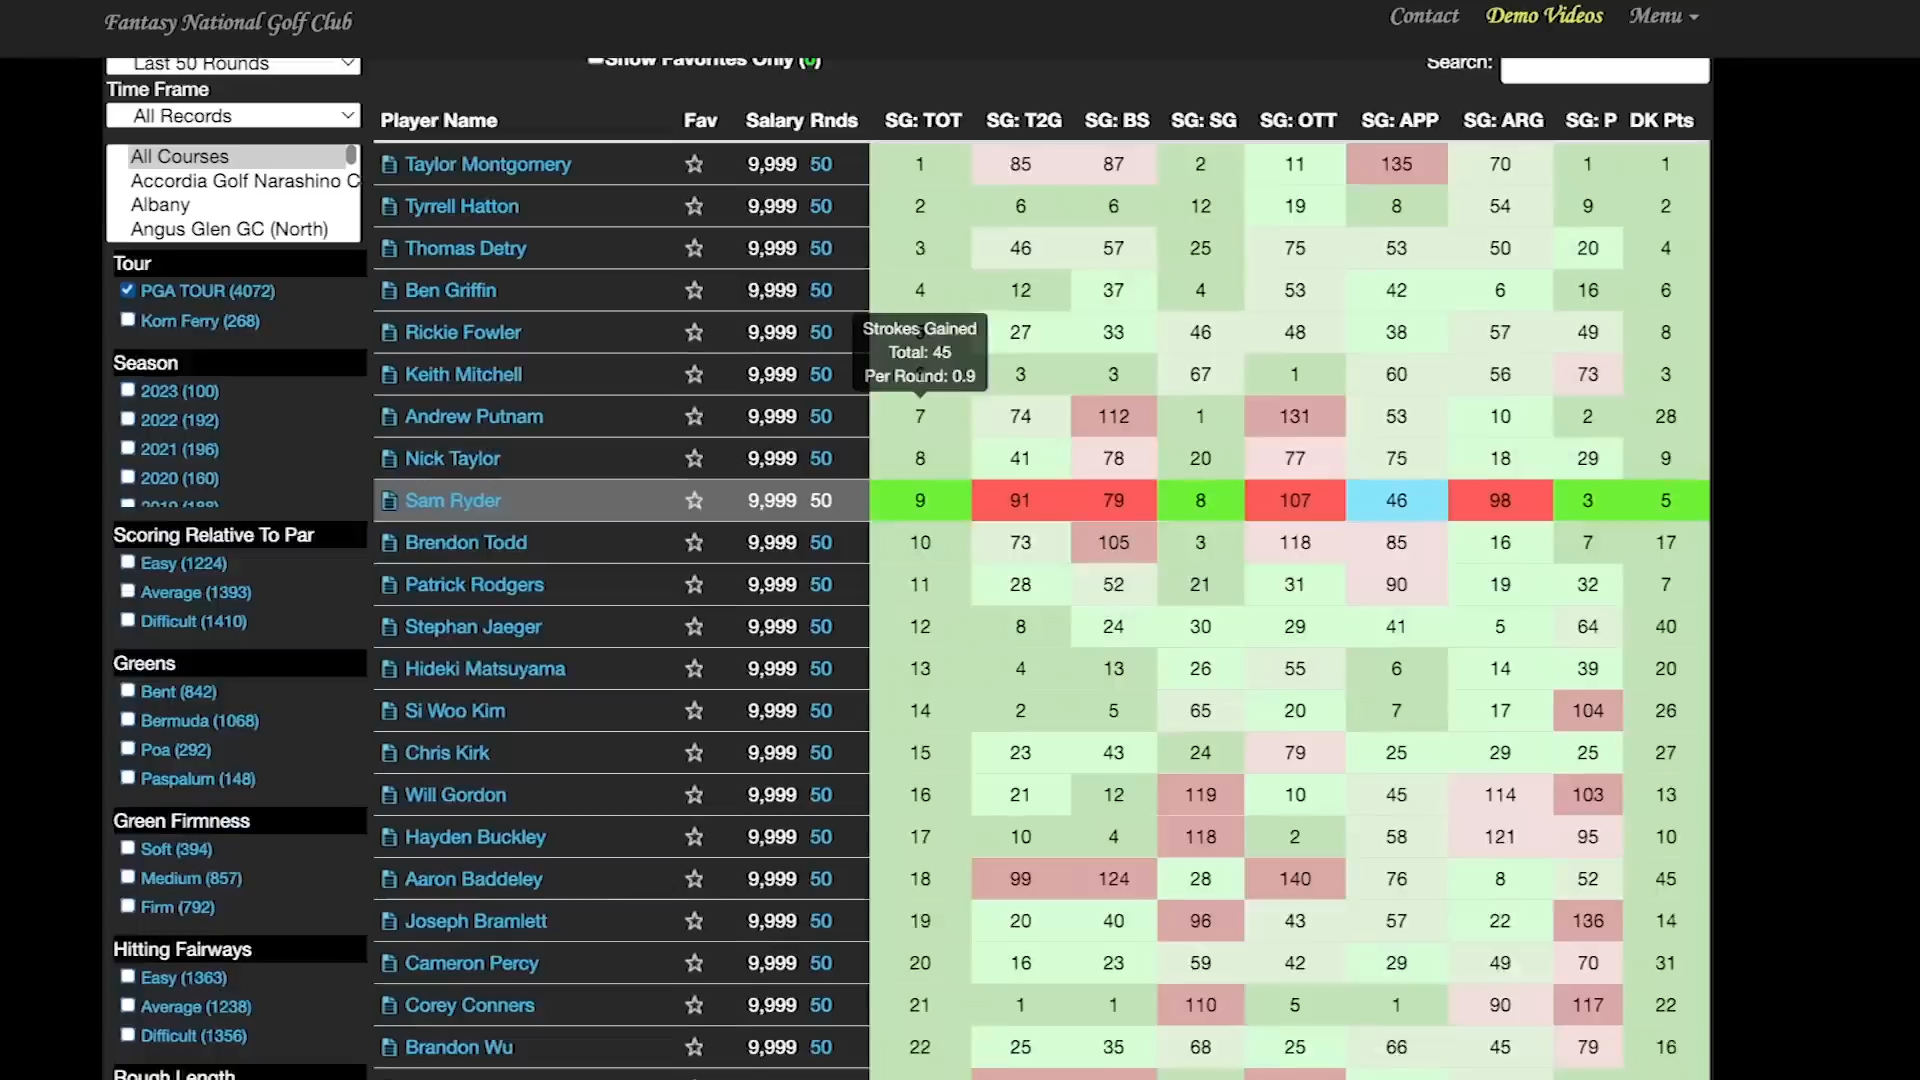 Fantasy National Golf Club
Contact Demo Videos Menu
Last 50 Rounds
Show Favorites Only (0)
Search:
Time Frame
All Records
All Courses
Accordia Golf Narashino C
Albany
Angus Glen GC (North)
Tour
PGA TOUR (4072)
Korn Ferry (268)
Season
2023 (100)
2022 (192)
2021 (196)
2020 (160)
2019 (188)
Scoring Relative To Par
Easy (1224)
Average (1393)
Difficult (1410)
Greens
Bent (842)
Bermuda (1068)
Poa (292)
Paspalum (148)
Green Firmness
Soft (394)
Medium (857)
Firm (792)
Hitting Fairways
Easy (1363)
Average (1238)
Difficult (1356)
Rough Length
Player Name Fav Salary Rnds SG: TOT SG: T2G SG: BS SG: SG SG: OTT SG: APP SG: ARG SG: P DK Pts
Taylor Montgomery 9,999 50 1 85 87 2 11 135 70 1 1
Tyrrell Hatton 9,999 50 2 6 6 12 19 8 54 9 2
Thomas Detry 9,999 50 3 46 57 25 75 53 50 20 4
Ben Griffin 9,999 50 4 12 37 4 53 42 6 16 6
Rickie Fowler 9,999 50 5 27 33 46 48 38 57 49 8
Keith Mitchell 9,999 50 3 3 67 1 60 56 73 3
Strokes Gained
Total: 45
Per Round: 0.9
Andrew Putnam 9,999 50 7 74 112 1 131 53 10 2 28
Nick Taylor 9,999 50 8 41 78 20 77 75 18 29 9
Sam Ryder 9,999 50 9 91 79 8 107 46 98 3 5
Brendon Todd 9,999 50 10 73 105 3 118 85 16 7 17
Patrick Rodgers 9,999 50 11 28 52 21 31 90 19 32 7
Stephan Jaeger 9,999 50 12 8 24 30 29 41 5 64 40
Hideki Matsuyama 9,999 50 13 4 13 26 55 6 14 39 20
Si Woo Kim 9,999 50 14 2 5 65 20 7 17 104 26
Chris Kirk 9,999 50 15 23 43 24 79 25 29 25 27
Will Gordon 9,999 50 16 21 12 119 10 45 114 103 13
Hayden Buckley 9,999 50 17 10 4 118 2 58 121 95 10
Aaron Baddeley 9,999 50 18 99 124 28 140 76 8 52 45
Joseph Bramlett 9,999 50 19 20 40 96 43 57 22 136 14
Cameron Percy 9,999 50 20 16 23 59 42 29 49 70 31
Corey Conners 9,999 50 21 1 1 110 5 1 90 117 22
Brandon Wu 9,999 50 22 25 35 68 25 66 45 79 16